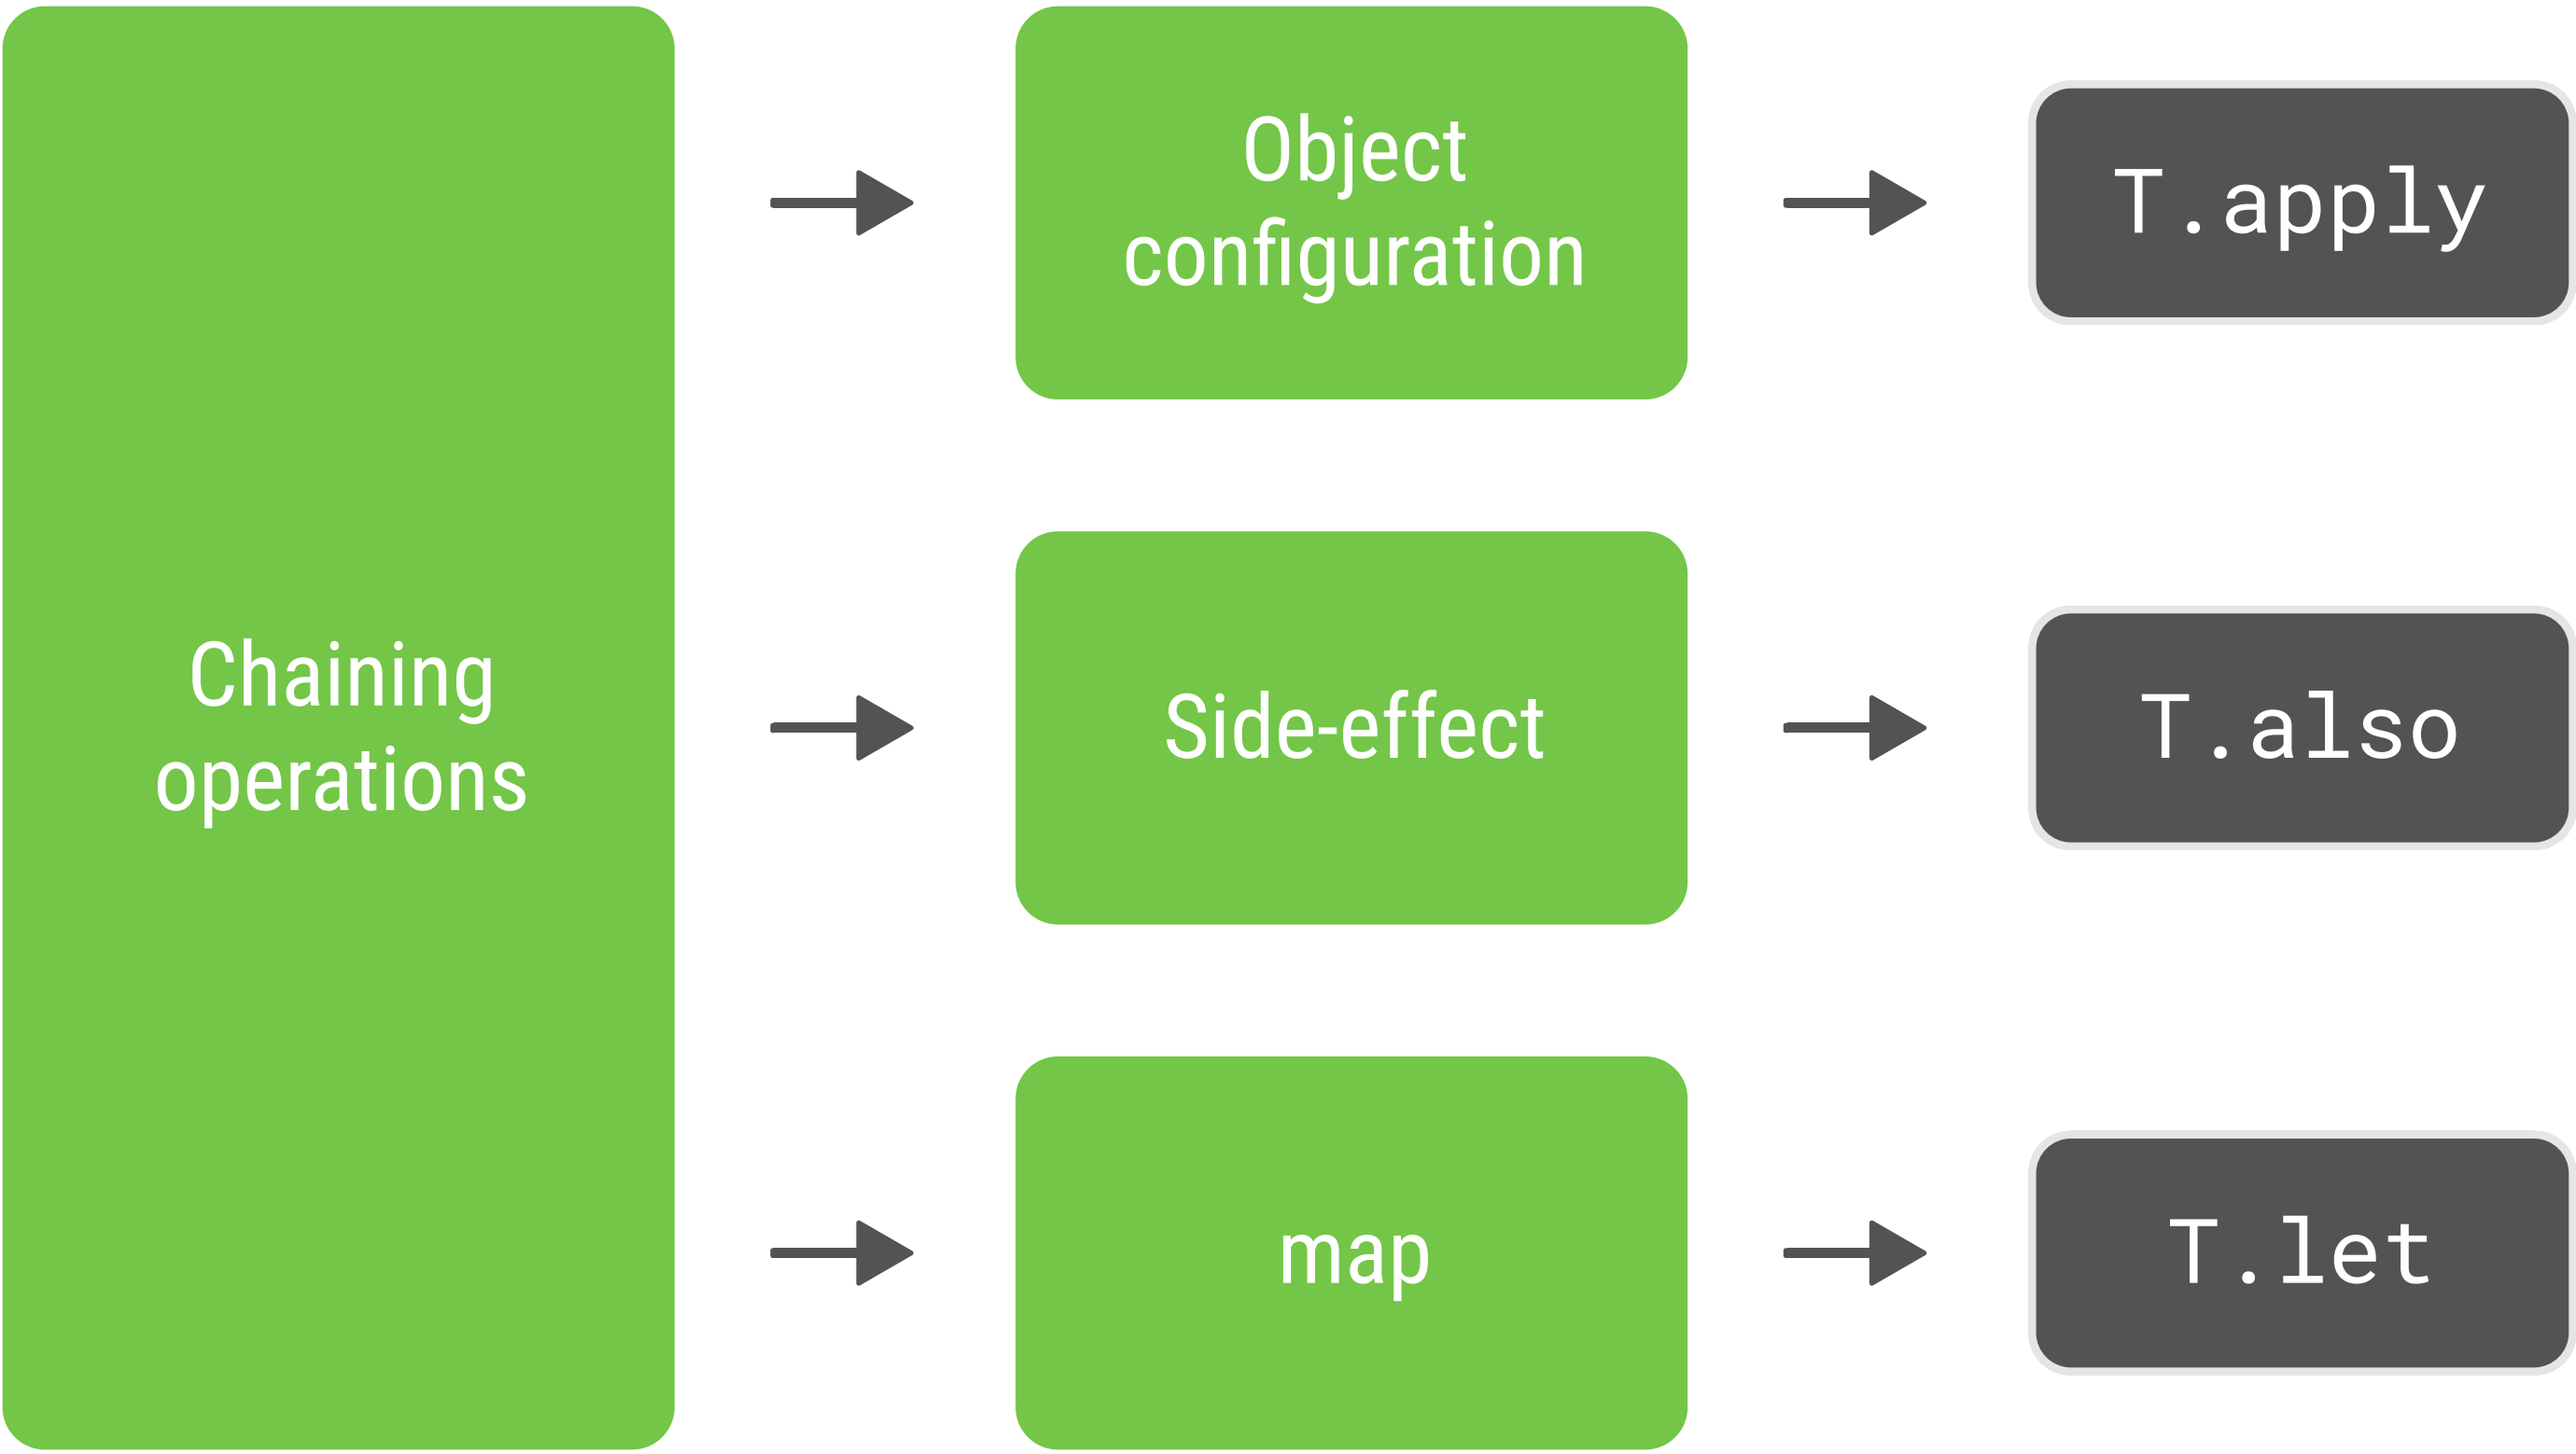 Chaining
operations
Object
configuration
T.apply
Side-effect
T.also
map
T.let